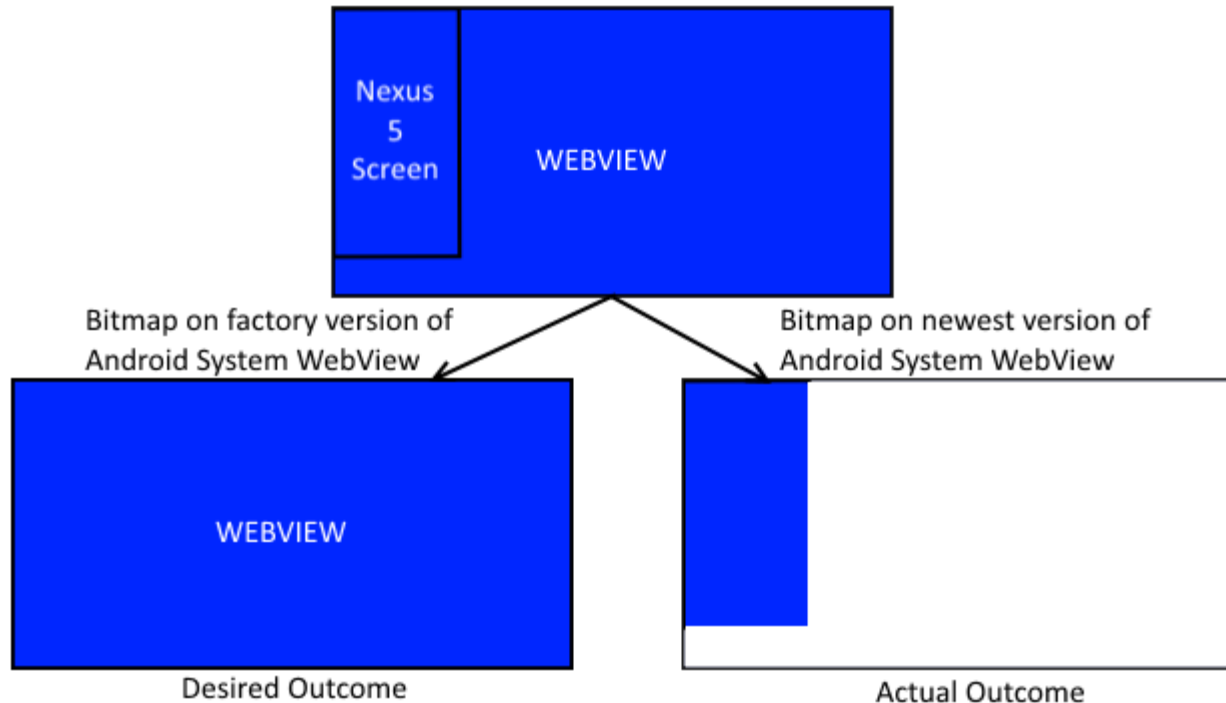 Nexus
5
Screen
WEBVIEW
Bitmap on factory version of
Android System WebView
Bitmap on newest version of
Android System WebView
WEBVIEW
Desired Outcome
Actual Outcome